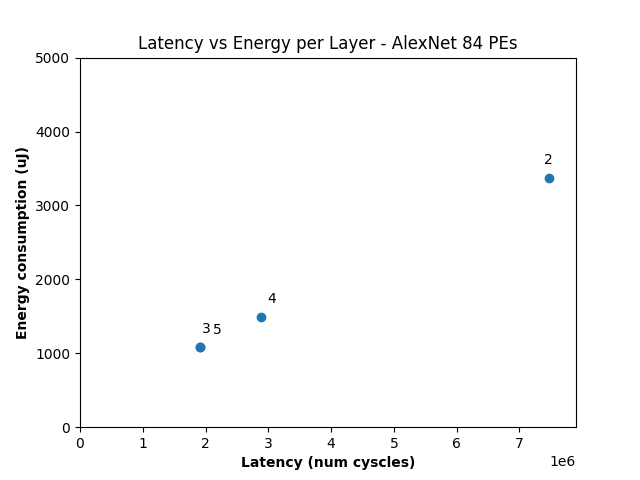 Latency vs Energy per Layer - AlexNet 84 PEs
5000
4000
3000
2000
1000
0
Energy consumption (uJ)
2
4
3 5
0 1 2 3 4 5 6 7
1e6
Latency (num cyscles)